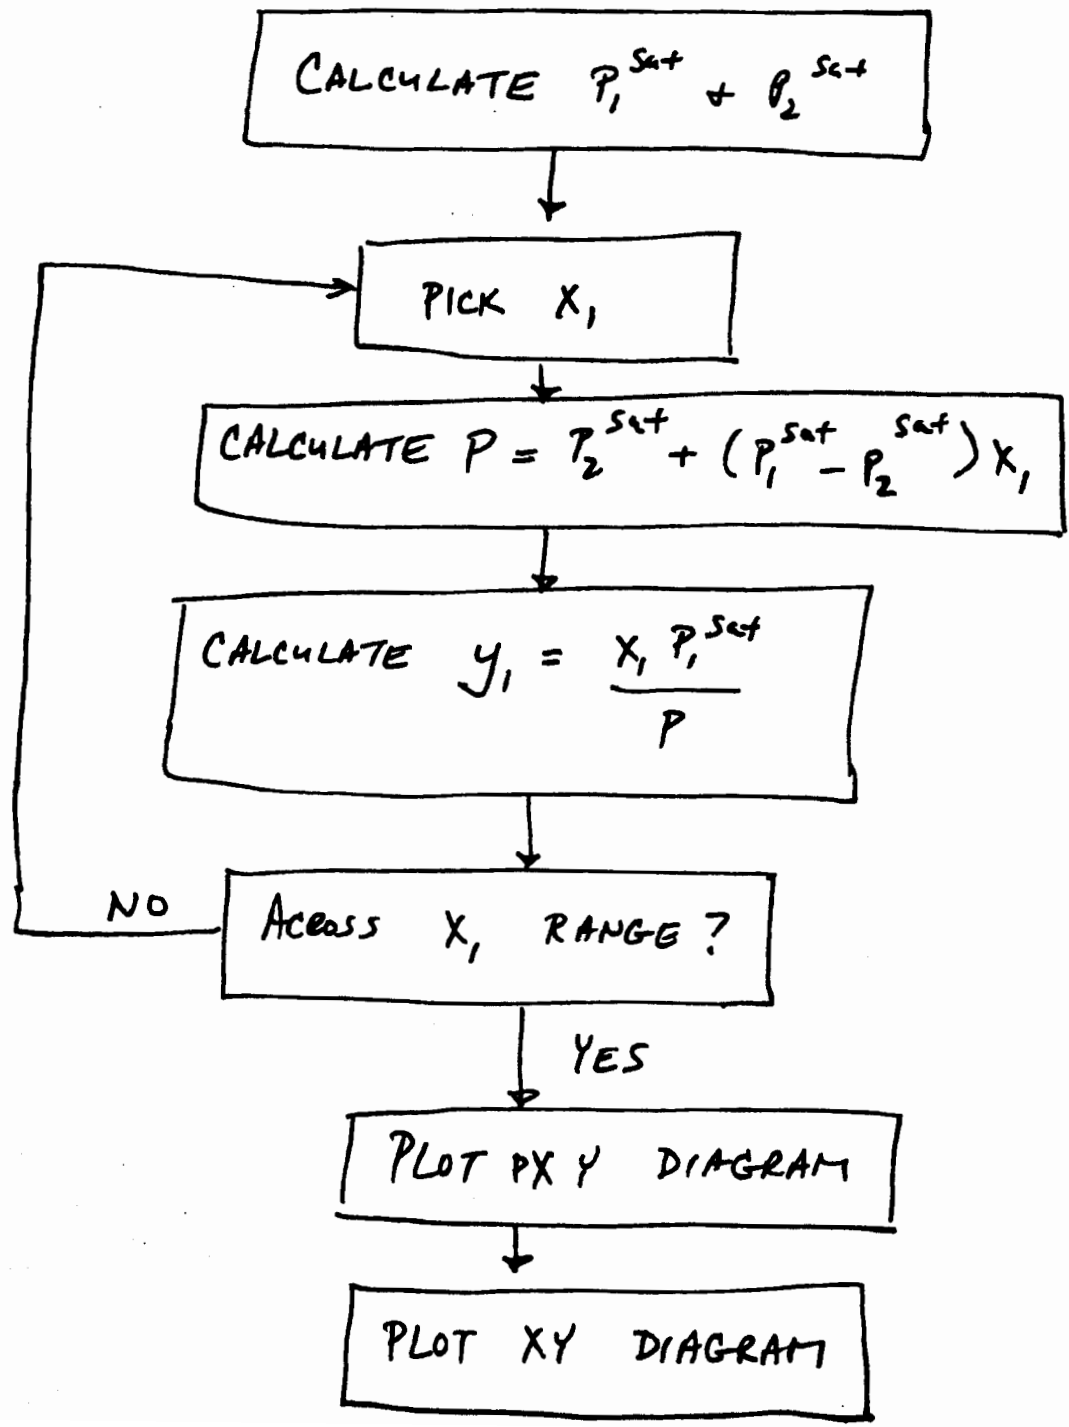 CALCULATE P₁ˢᵃᵗ + P₂ˢᵃᵗ
PICK X₁
CALCULATE P = P₂ˢᵃᵗ + (P₁ˢᵃᵗ - P₂ˢᵃᵗ) X₁
CALCULATE y₁ = X₁ P₁ˢᵃᵗ / P
ACROSS X₁ RANGE?
NO
YES
PLOT PXY DIAGRAM
PLOT XY DIAGRAM